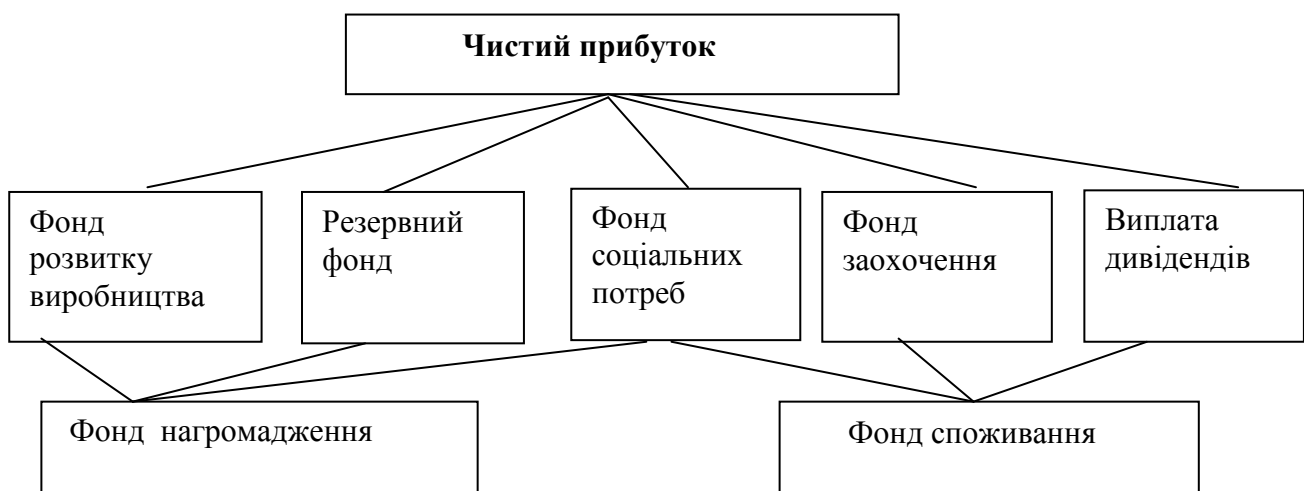 Чистий прибуток
Фонд
розвитку
виробництва
Резервний
фонд
Фонд
соціальних
потреб
Фонд
заохочення
Виплата
дивідендів
Фонд нагромадження
Фонд споживання